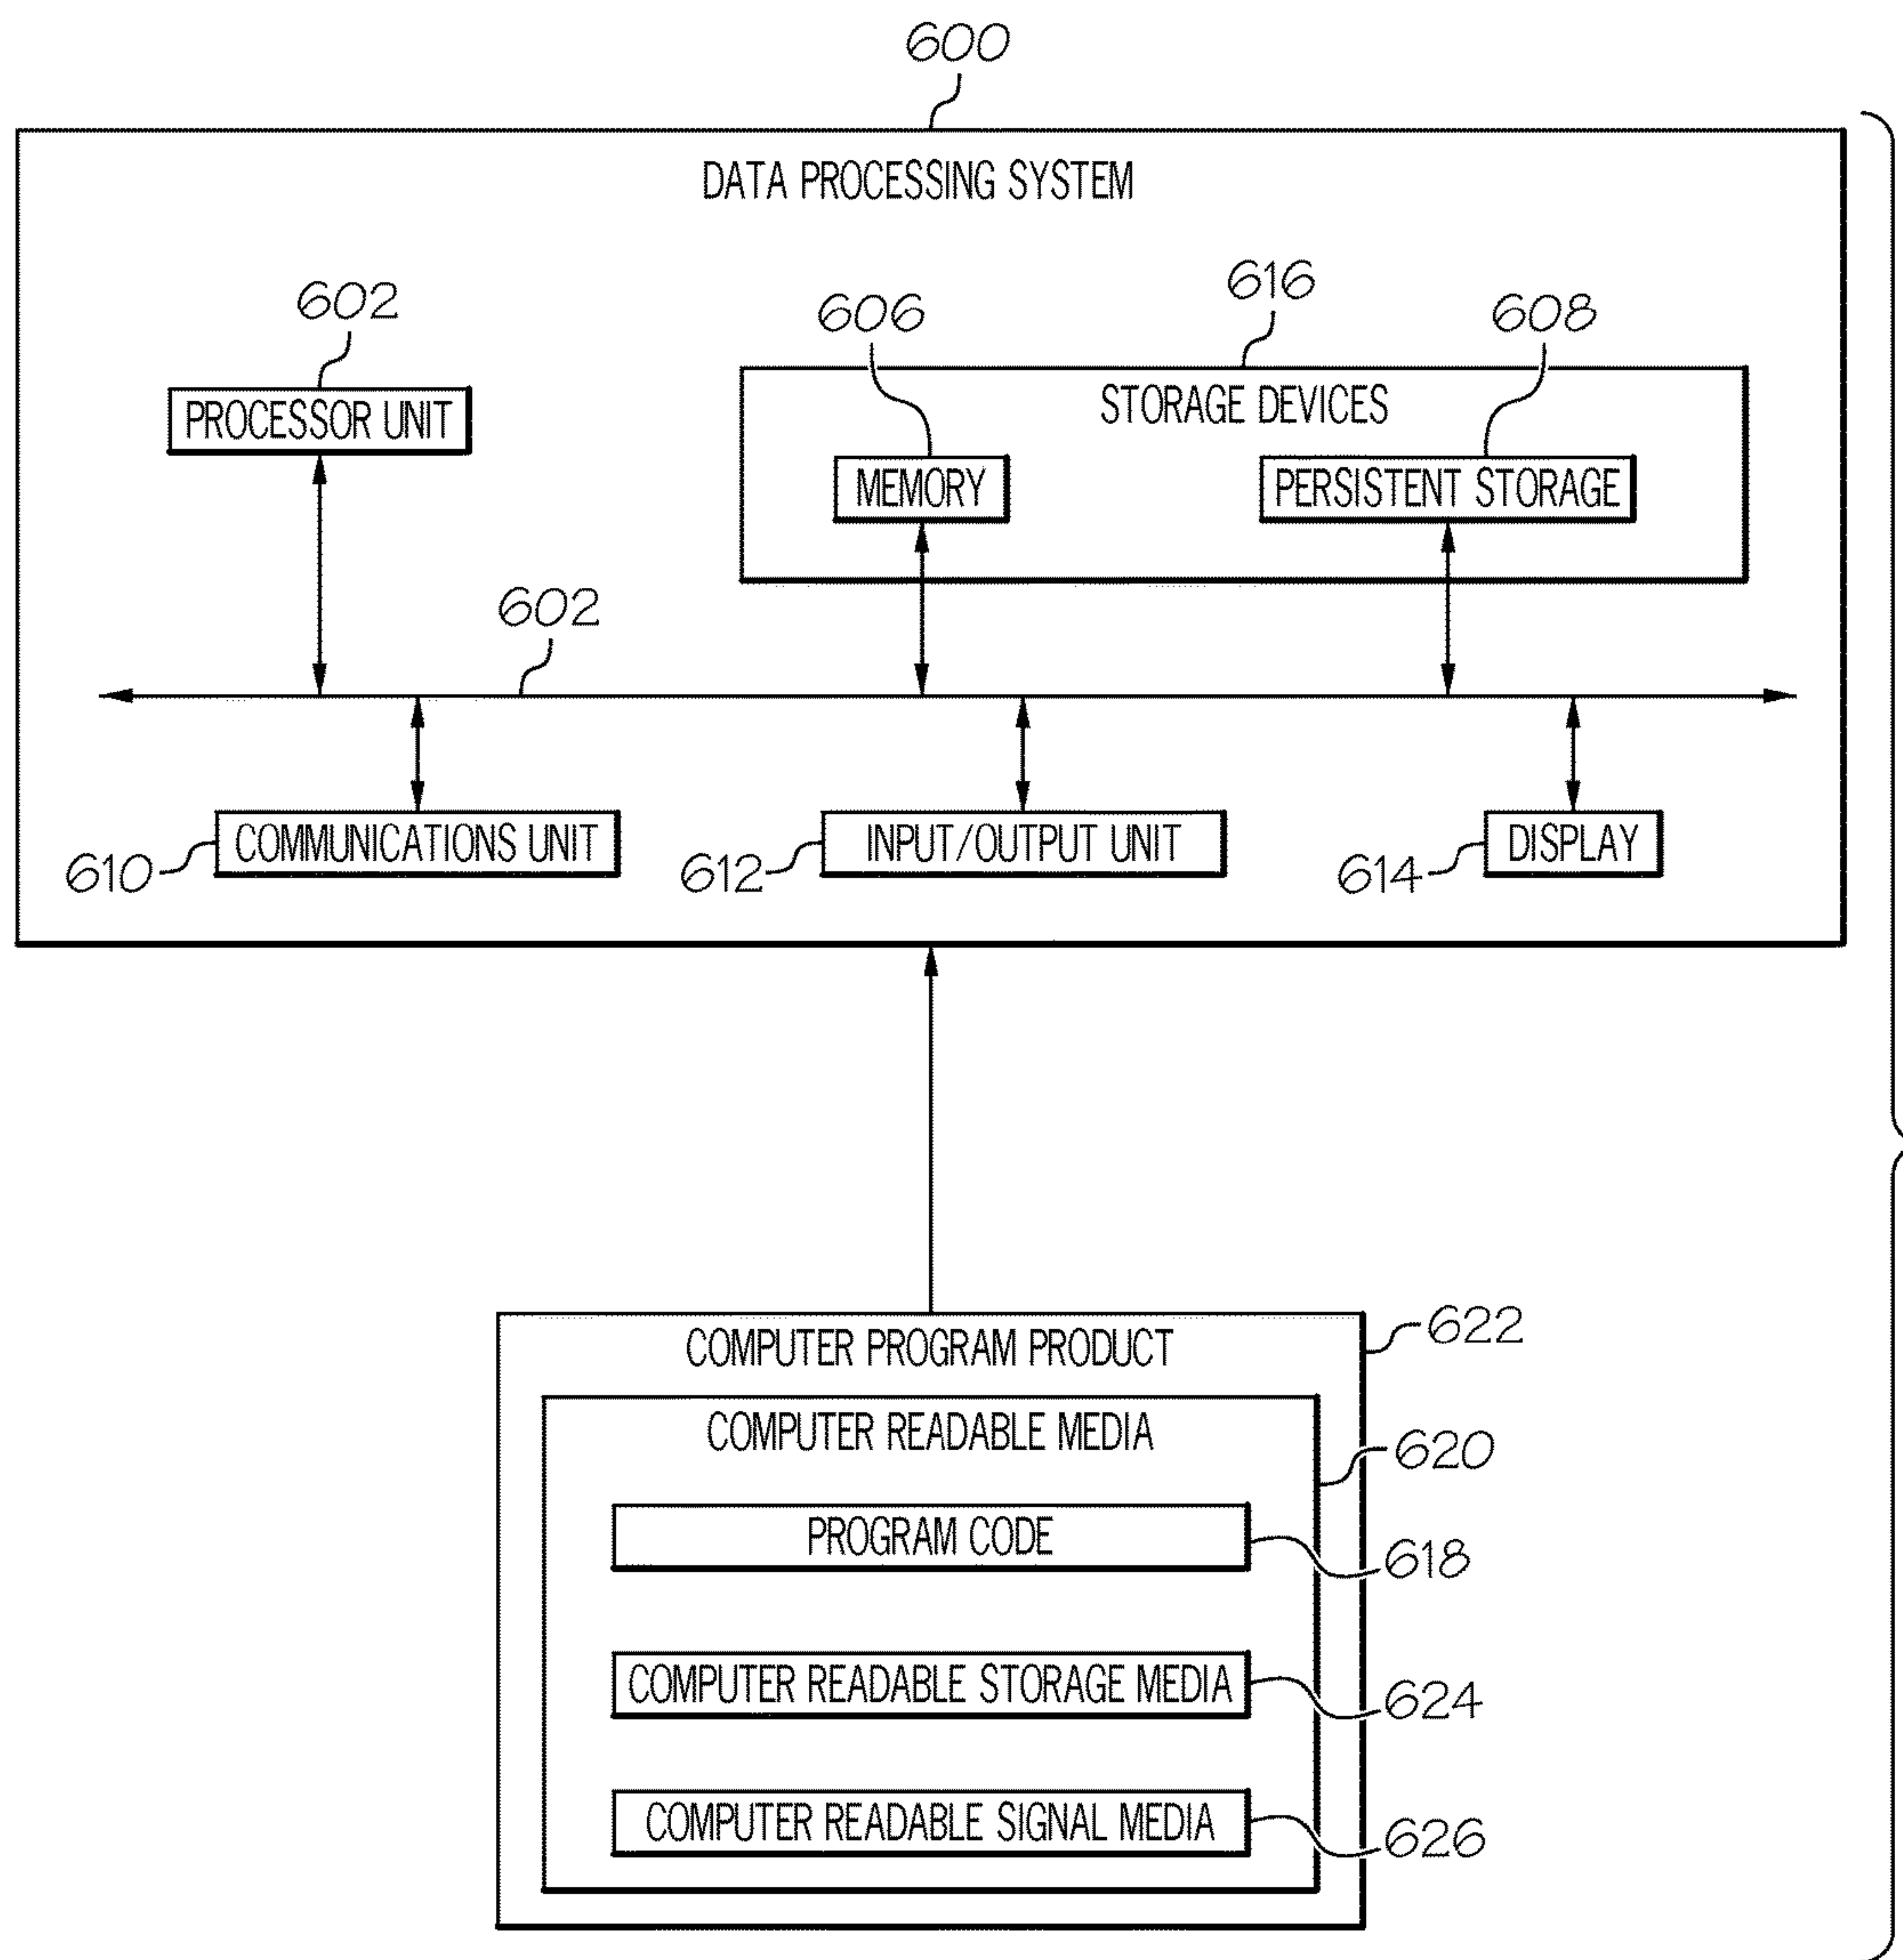 600
DATA PROCESSING SYSTEM
602
606
616
608
PROCESSOR UNIT
STORAGE DEVICES
MEMORY
PERSISTENT STORAGE
602
610
COMMUNICATIONS UNIT
612
INPUT/OUTPUT UNIT
614
DISPLAY
COMPUTER PROGRAM PRODUCT
622
COMPUTER READABLE MEDIA
620
PROGRAM CODE
618
COMPUTER READABLE STORAGE MEDIA
624
COMPUTER READABLE SIGNAL MEDIA
626